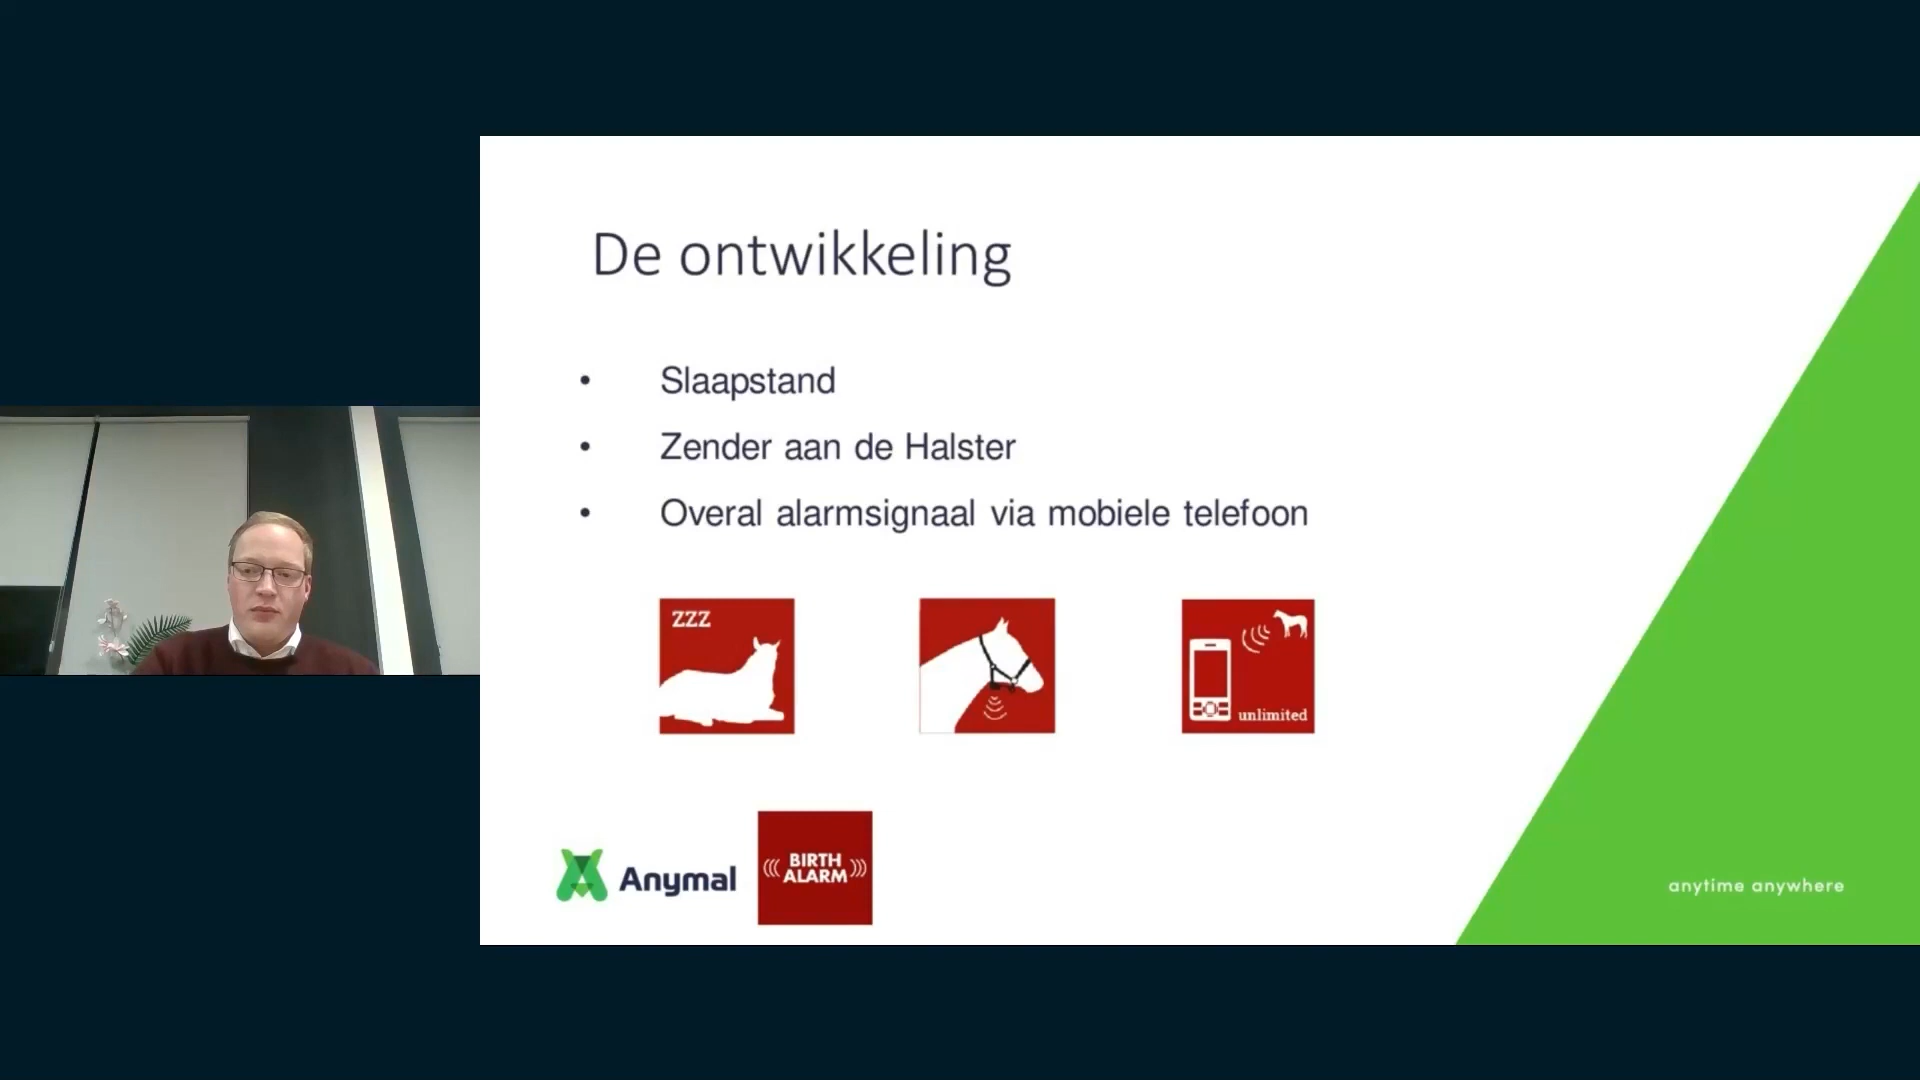 De ontwikkeling
• Slaapstand
• Zender aan de Halster
• Overal alarmsignaal via mobiele telefoon
ZZZ
unlimited
Anymal
BIRTH
ALARM
anytime anywhere